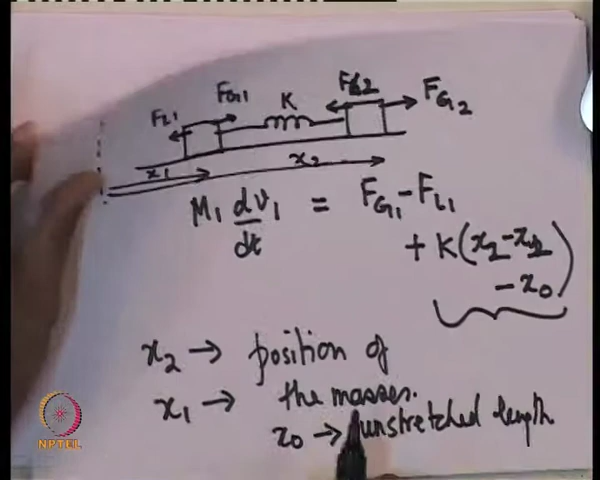 FL1 FG1 K FL2 FG2
x1 x2
M1 dv1/dt = FG1 - FL1
+ K(x2 - x1
- x0)
x2 → position of
x1 → the masses.
x0 → unstretched length
NPTEL